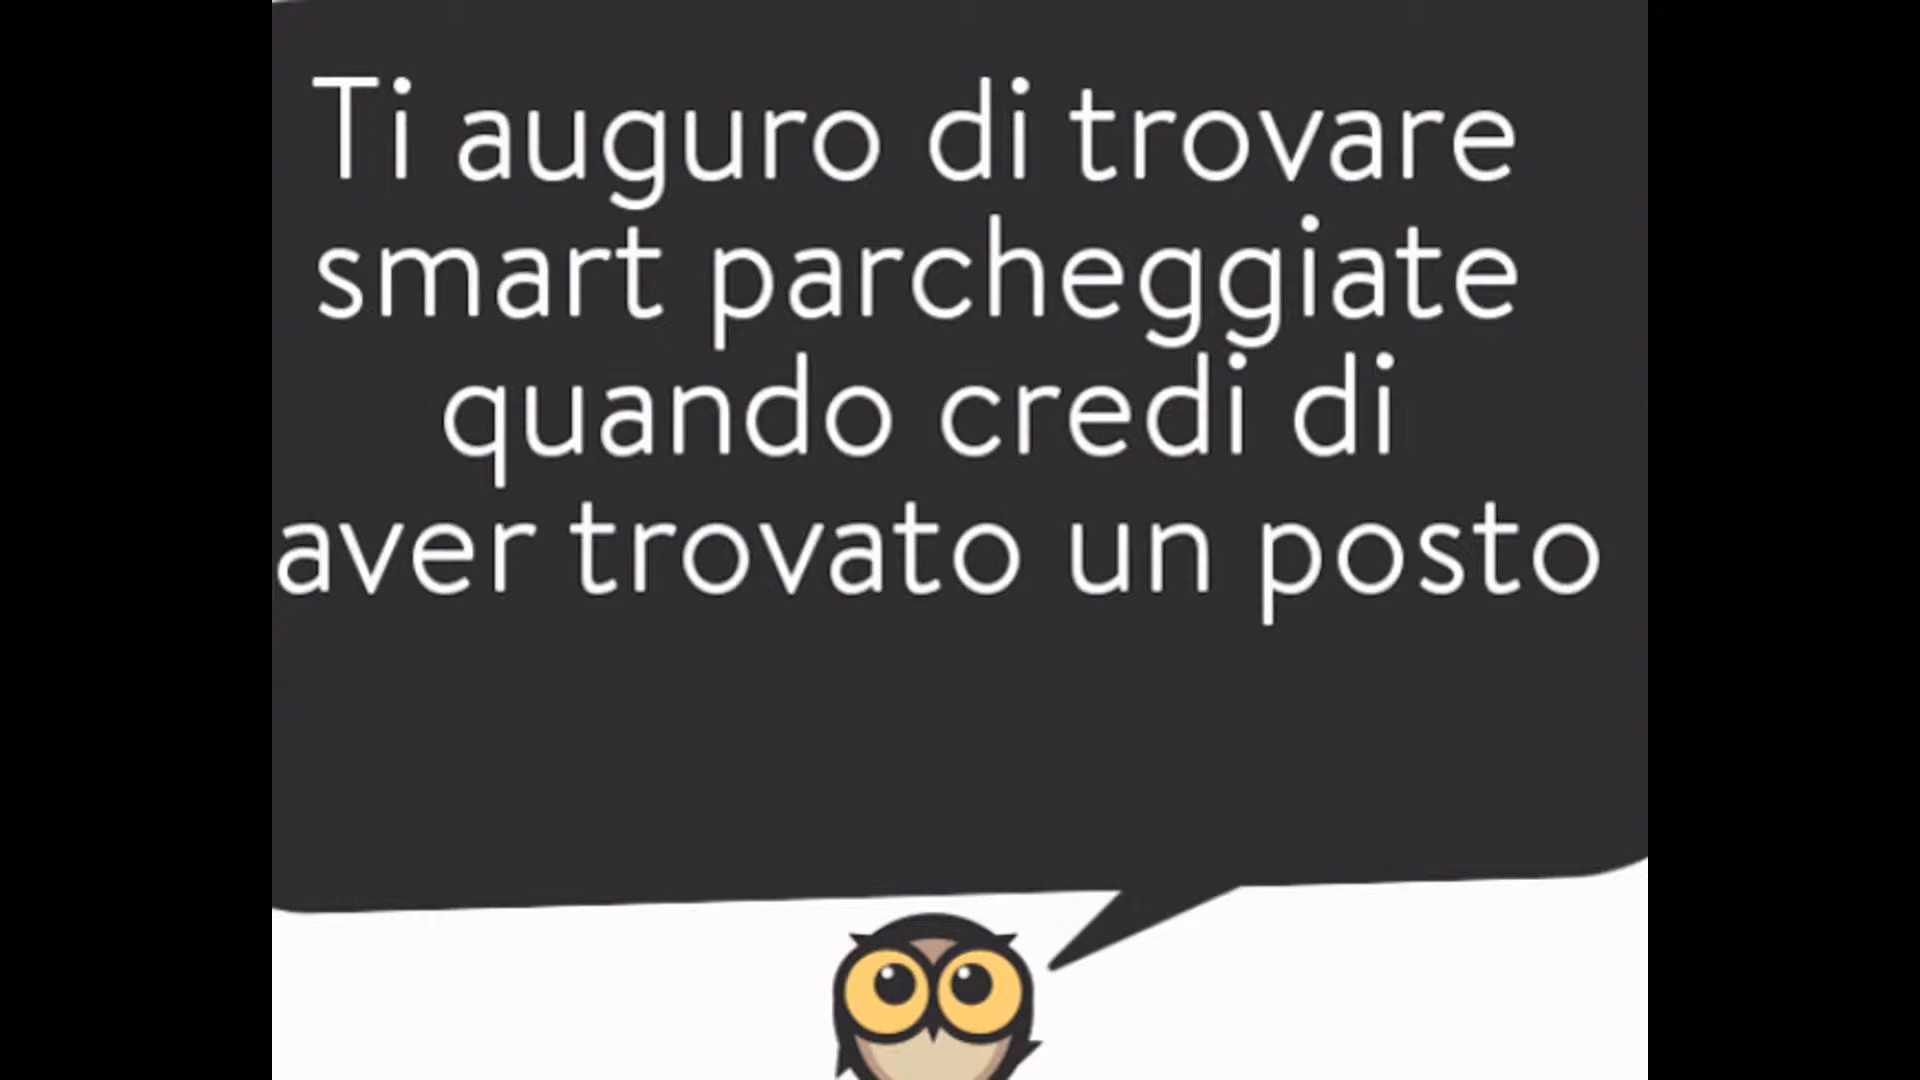 Ti auguro di trovare
smart parcheggiate
quando credi di
aver trovato un posto